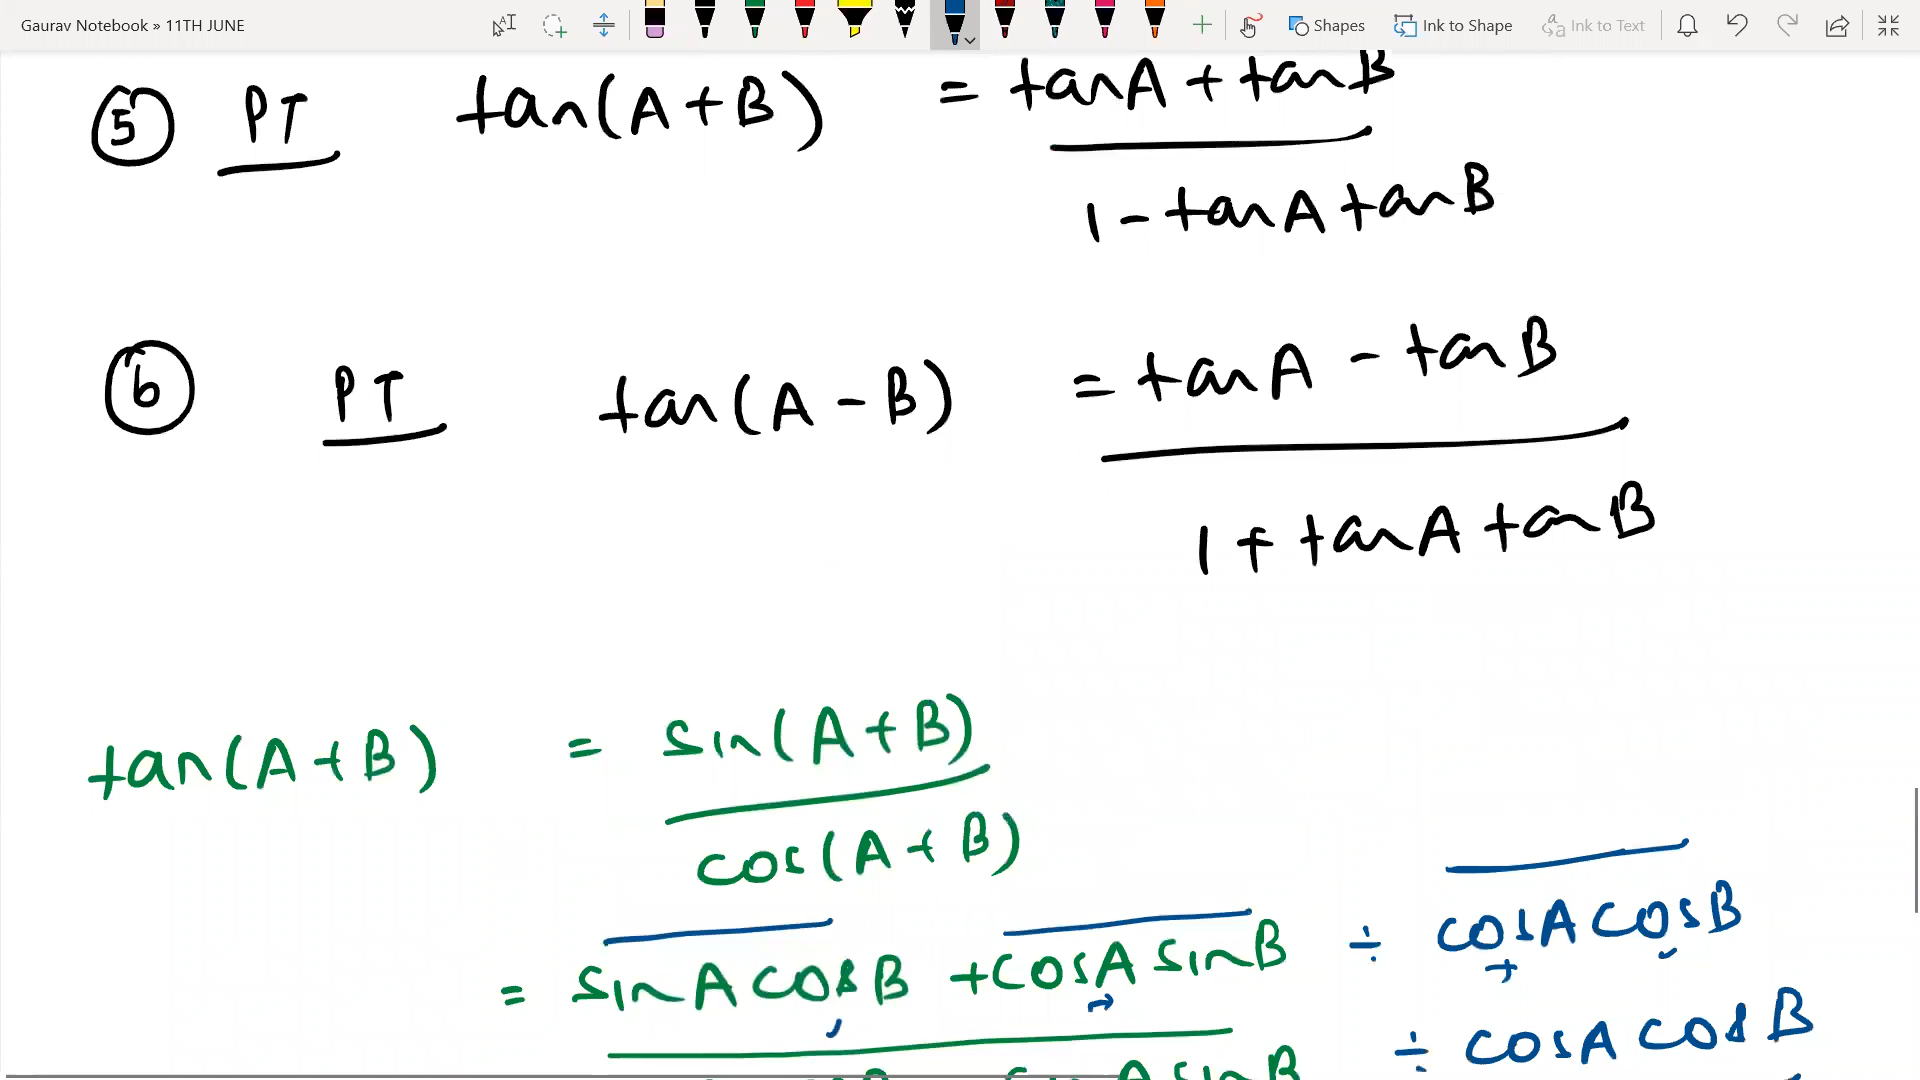 Gaurav Notebook » 11TH JUNE
Shapes
Ink to Shape
Ink to Text
5 PT tan(A+B) = tanA + tanB
1 - tanA tanB
6 PT tan(A - B) = tanA - tanB
1 + tanA tanB
tan(A+B) = sin(A+B)
cos(A+B)
= sinA cosB + cosA sinB ÷ cosA cosB
sinB ÷ cosA cosB